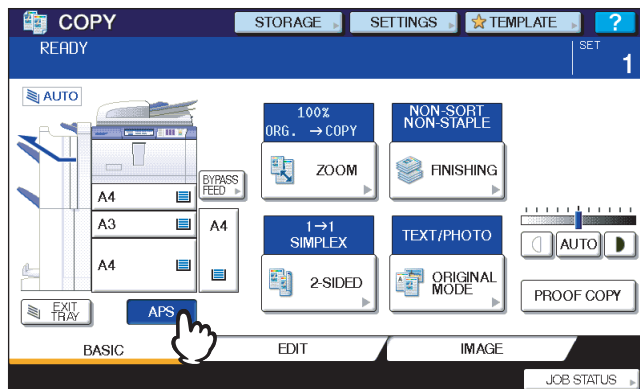 COPY
STORAGE
SETTINGS
TEMPLATE
?
READY
SET
1
AUTO
100%
ORG. →COPY
ZOOM
NON-SORT
NON-STAPLE
FINISHING
BYPASS
FEED
A4
A3
A4
A4
1→1
SIMPLEX
2-SIDED
TEXT/PHOTO
ORIGINAL
MODE
AUTO
PROOF COPY
EXIT
TRAY
APS
BASIC
EDIT
IMAGE
JOB STATUS